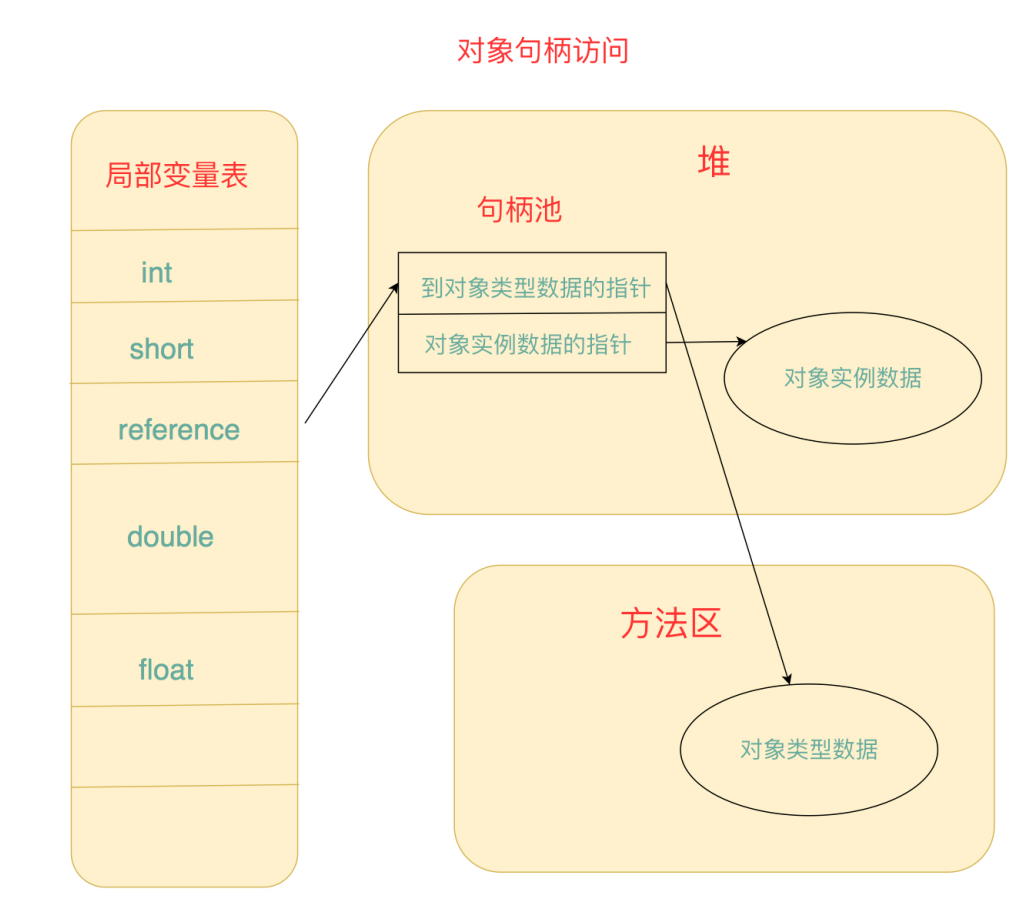 对象句柄访问
局部变量表
int
short
reference
double
float
堆
句柄池
到对象类型数据的指针
对象实例数据的指针
对象实例数据
方法区
对象类型数据